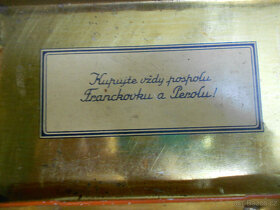 Kupujte vždy pospolu
Franckovku a Perolu!